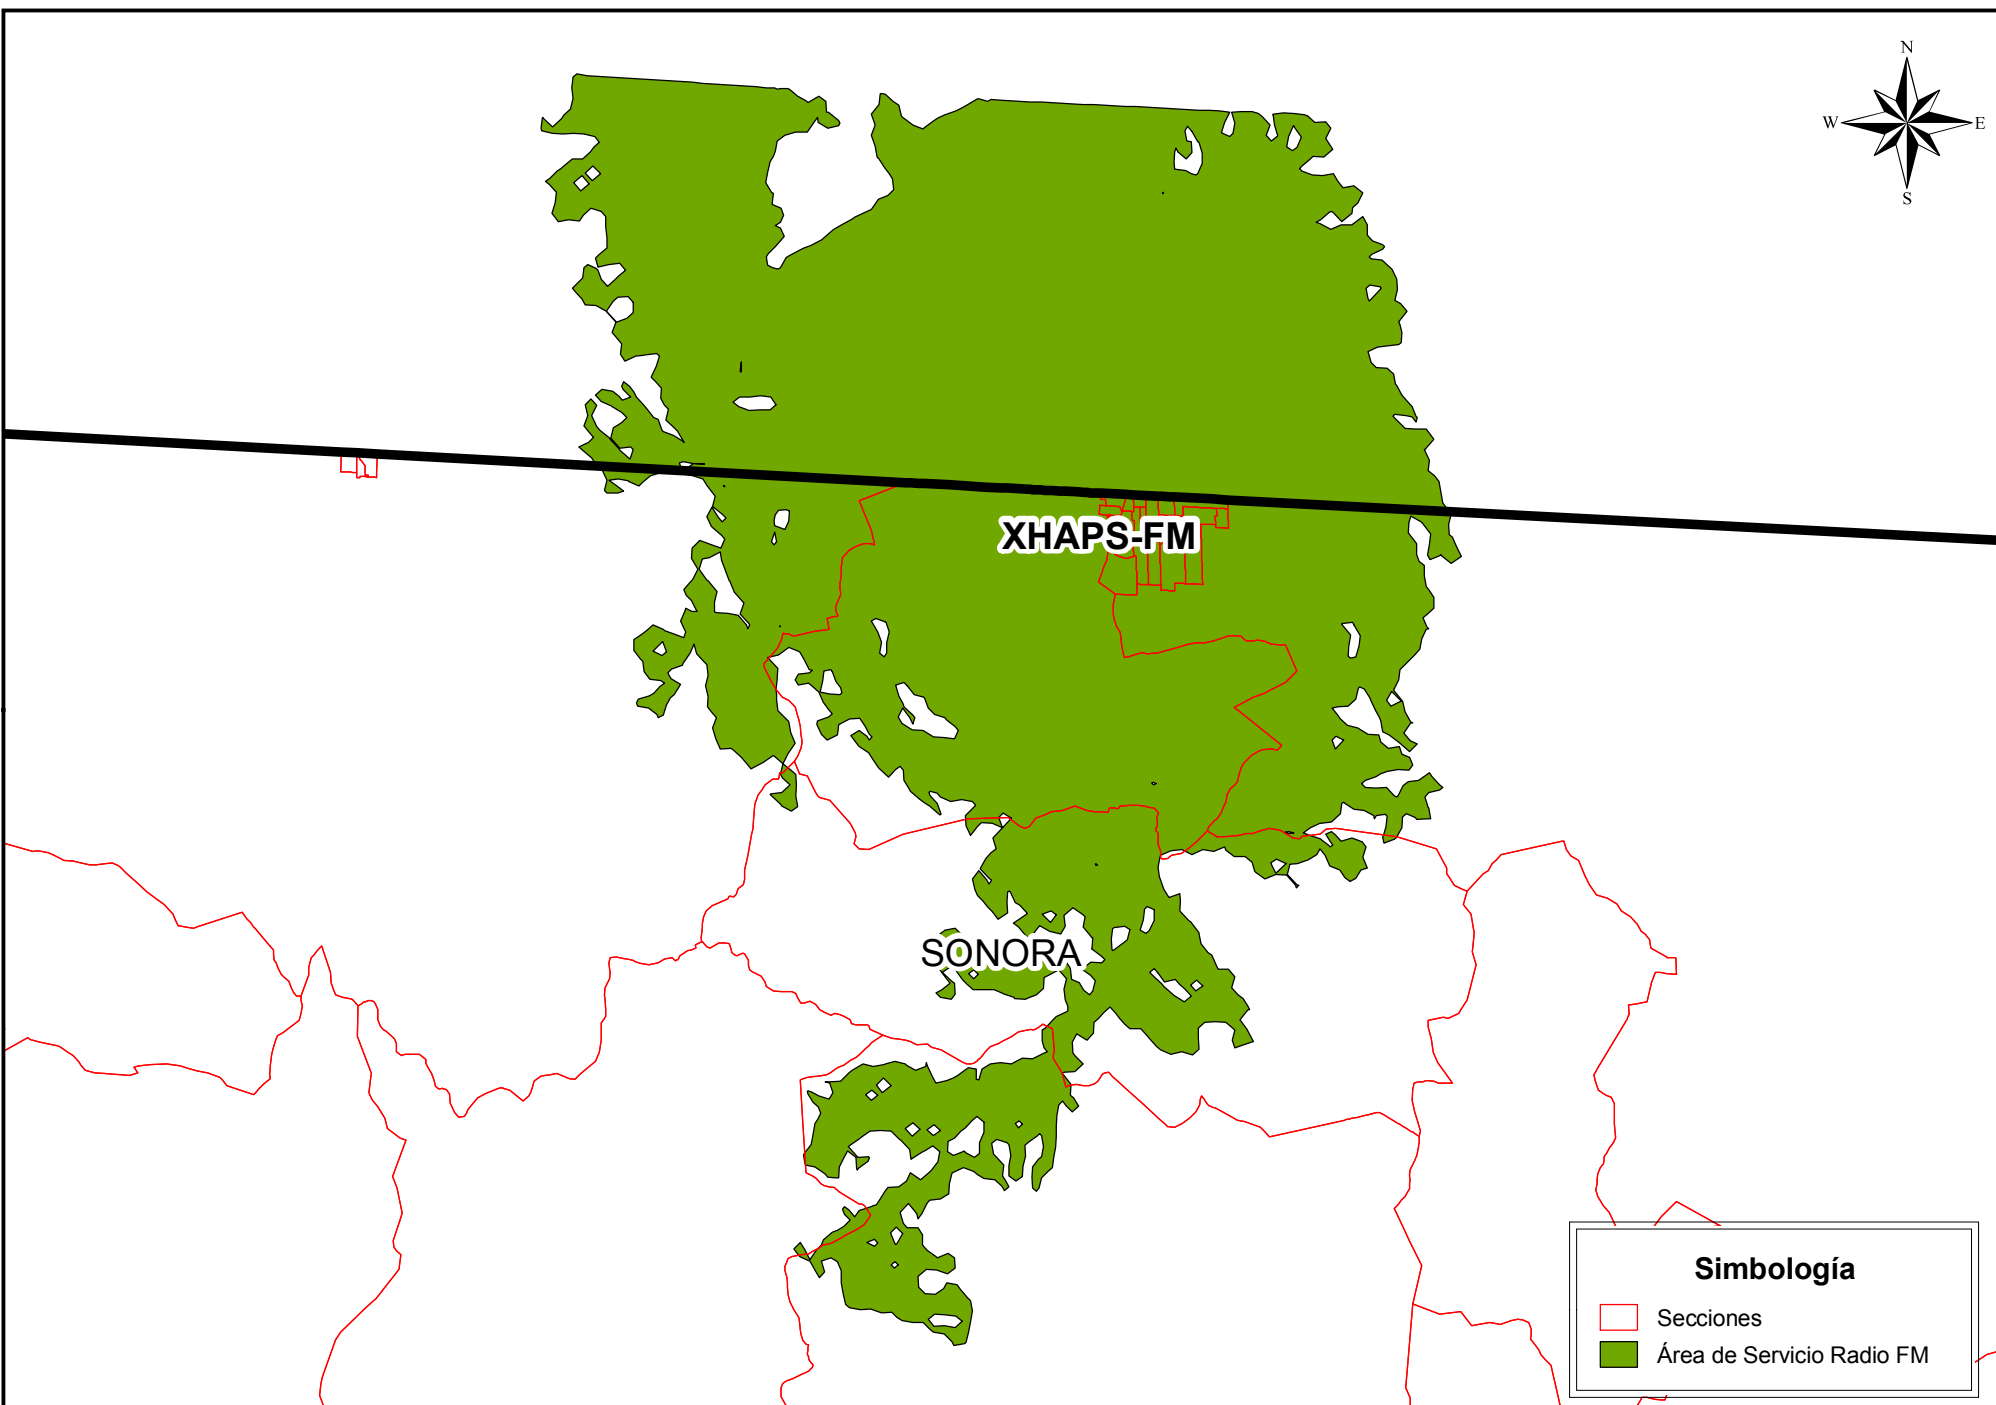 N
W E
S
XHAPS-FM
SONORA
Simbología
Secciones
Área de Servicio Radio FM